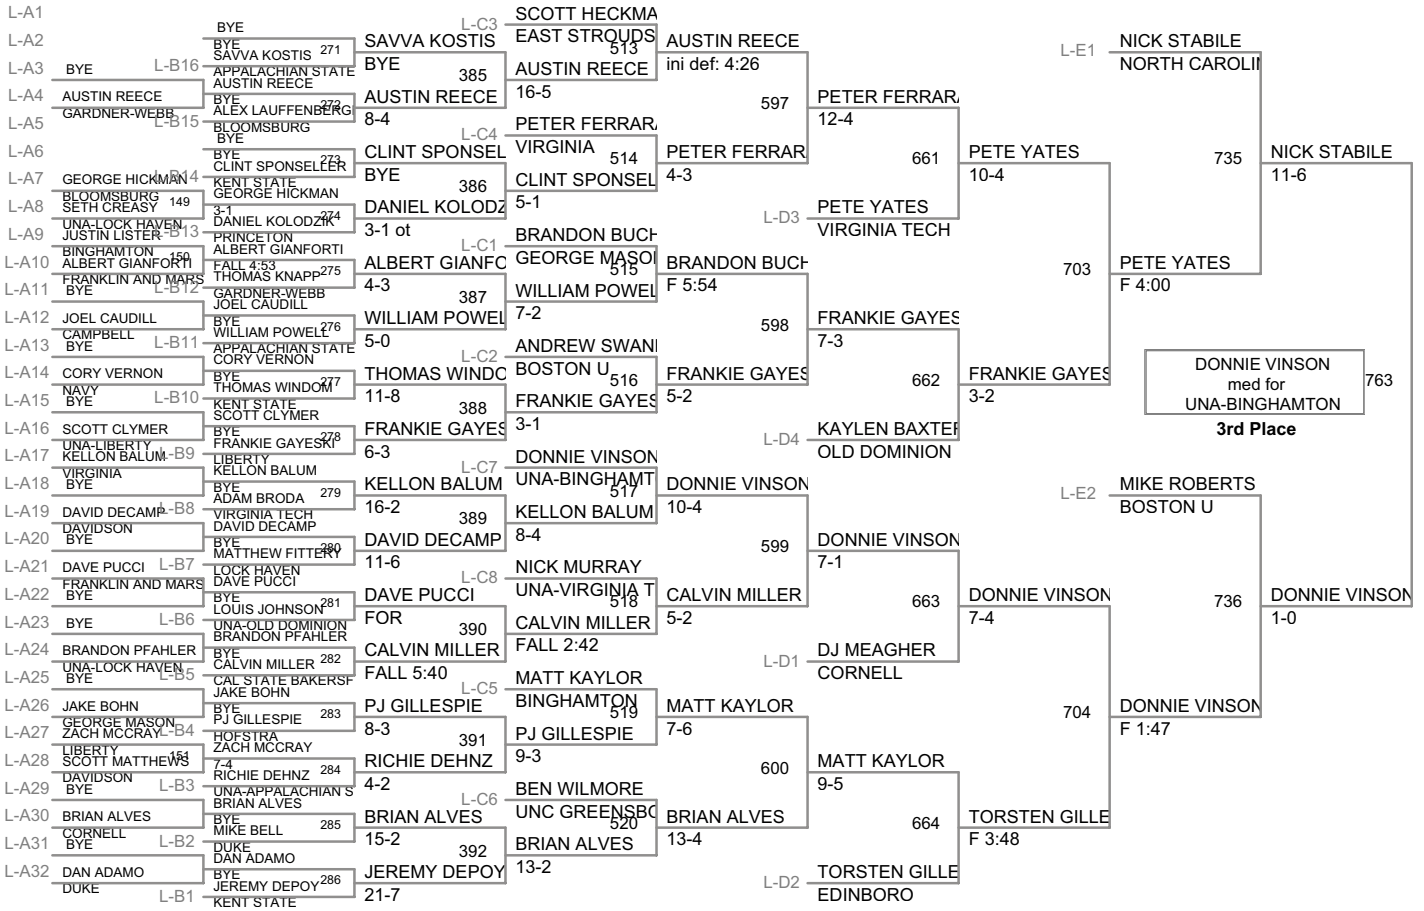 L-A1
L-A2
L-A3
L-A4
L-A5
L-A6
L-A7
L-A8
L-A9
L-A10
L-A11
L-A12
L-A13
L-A14
L-A15
L-A16
L-A17
L-A18
L-A19
L-A20
L-A21
L-A22
L-A23
L-A24
L-A25
L-A26
L-A27
L-A28
L-A29
L-A30
L-A31
L-A32
BYE
AUSTIN REECE
GARDNER-WEBB
GEORGE HICKMAN
BLOOMSBURG
149
SETH CREASY
UNA-LOCK HAVEN
JUSTIN LISTER
BINGHAMTON
150
ALBERT GIANFORTI
FRANKLIN AND MARS
BYE
JOEL CAUDILL
CAMPBELL
BYE
CORY VERNON
NAVY
BYE
SCOTT CLYMER
UNA-LIBERTY
KELLON BALUM
VIRGINIA
BYE
DAVID DECAMP
DAVIDSON
BYE
DAVE PUCCI
FRANKLIN AND MARS
BYE
BYE
BRANDON PFAHLER
UNA-LOCK HAVEN
BYE
JAKE BOHN
GEORGE MASON
ZACH MCCRAY
LIBERTY
151
SCOTT MATTHEWS
DAVIDSON
BYE
BRIAN ALVES
CORNELL
BYE
DAN ADAMO
DUKE
L-B16
L-B15
L-B14
L-B13
L-B12
L-B11
L-B10
L-B9
L-B8
L-B7
L-B6
L-B5
L-B4
L-B3
L-B2
L-B1
BYE
BYE
271
SAVVA KOSTIS
APPALACHIAN STATE
AUSTIN REECE
BYE
272
ALEX LAUFFENBERG
BLOOMSBURG
BYE
BYE
273
CLINT SPONSELLER
KENT STATE
GEORGE HICKMAN
3-1
274
DANIEL KOLODZIK
PRINCETON
ALBERT GIANFORTI
FALL 4:53
275
THOMAS KNAPP
GARDNER-WEBB
JOEL CAUDILL
BYE
276
WILLIAM POWELL
APPALACHIAN STATE
CORY VERNON
BYE
277
THOMAS WINDOM
KENT STATE
SCOTT CLYMER
BYE
278
FRANKIE GAYESKI
LIBERTY
KELLON BALUM
BYE
279
ADAM BRODA
VIRGINIA TECH
DAVID DECAMP
BYE
280
MATTHEW FITTERY
LOCK HAVEN
DAVE PUCCI
BYE
281
LOUIS JOHNSON
UNA-OLD DOMINION
BRANDON PFAHLER
BYE
282
CALVIN MILLER
CAL STATE BAKERSF
JAKE BOHN
BYE
283
PJ GILLESPIE
HOFSTRA
ZACH MCCRAY
7-4
284
RICHIE DEHNZ
UNA-APPALACHIAN S
BRIAN ALVES
BYE
285
MIKE BELL
DUKE
DAN ADAMO
BYE
286
JEREMY DEPOY
KENT STATE
SAVVA KOSTIS
BYE
385
AUSTIN REECE
8-4
CLINT SPONSEL
BYE
386
DANIEL KOLODZ
3-1 ot
ALBERT GIANFO
4-3
387
WILLIAM POWEL
5-0
THOMAS WINDO
11-8
388
FRANKIE GAYES
6-3
KELLON BALUM
16-2
389
DAVID DECAMP
11-6
DAVE PUCCI
FOR
390
CALVIN MILLER
FALL 5:40
PJ GILLESPIE
8-3
391
RICHIE DEHNZ
4-2
BRIAN ALVES
15-2
392
JEREMY DEPOY
21-7
L-C3
L-C4
L-C1
L-C2
L-C7
L-C8
L-C5
L-C6
SCOTT HECKMA
EAST STROUDS
513
AUSTIN REECE
16-5
PETER FERRAR
VIRGINIA
514
CLINT SPONSEL
5-1
BRANDON BUCH
GEORGE MASON
515
WILLIAM POWEL
7-2
ANDREW SWAN
BOSTON U
516
FRANKIE GAYES
3-1
DONNIE VINSON
UNA-BINGHAMT
517
KELLON BALUM
8-4
NICK MURRAY
UNA-VIRGINIA T
518
CALVIN MILLER
FALL 2:42
MATT KAYLOR
BINGHAMTON
519
PJ GILLESPIE
9-3
BEN WILMORE
UNC GREENSBO
520
BRIAN ALVES
13-2
AUSTIN REECE
ini def: 4:26
597
PETER FERRAR
4-3
BRANDON BUCH
F 5:54
598
FRANKIE GAYES
5-2
DONNIE VINSON
10-4
599
CALVIN MILLER
5-2
MATT KAYLOR
7-6
600
BRIAN ALVES
13-4
PETER FERRAR
12-4
661
L-D3
PETE YATES
VIRGINIA TECH
FRANKIE GAYES
7-3
662
L-D4
KAYLEN BAXTE
OLD DOMINION
DONNIE VINSON
7-1
663
L-D1
DJ MEAGHER
CORNELL
MATT KAYLOR
9-5
664
L-D2
TORSTEN GILLE
EDINBORO
PETE YATES
10-4
703
FRANKIE GAYES
3-2
DONNIE VINSON
7-4
704
TORSTEN GILLE
F 3:48
L-E1
NICK STABILE
NORTH CAROLIN
735
PETE YATES
F 4:00
L-E2
MIKE ROBERTS
BOSTON U
736
DONNIE VINSON
F 1:47
NICK STABILE
11-6
763
DONNIE VINSON
1-0
DONNIE VINSON
med for
UNA-BINGHAMTON
3rd Place